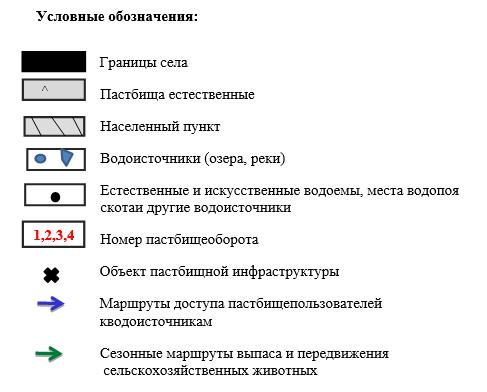 Условные обозначения:
Границы села
^
Пастбища естественные
Населенный пункт
Водоисточники (озера, реки)
Естественные и искусственные водоемы, места водопоя
скотаи другие водоисточники
1,2,3,4
Номер пастбищеоборота
Объект пастбищной инфраструктуры
Маршруты доступа пастбищепользователей
кводоисточникам
Сезонные маршруты выпаса и передвижения
сельскохозяйственных животных